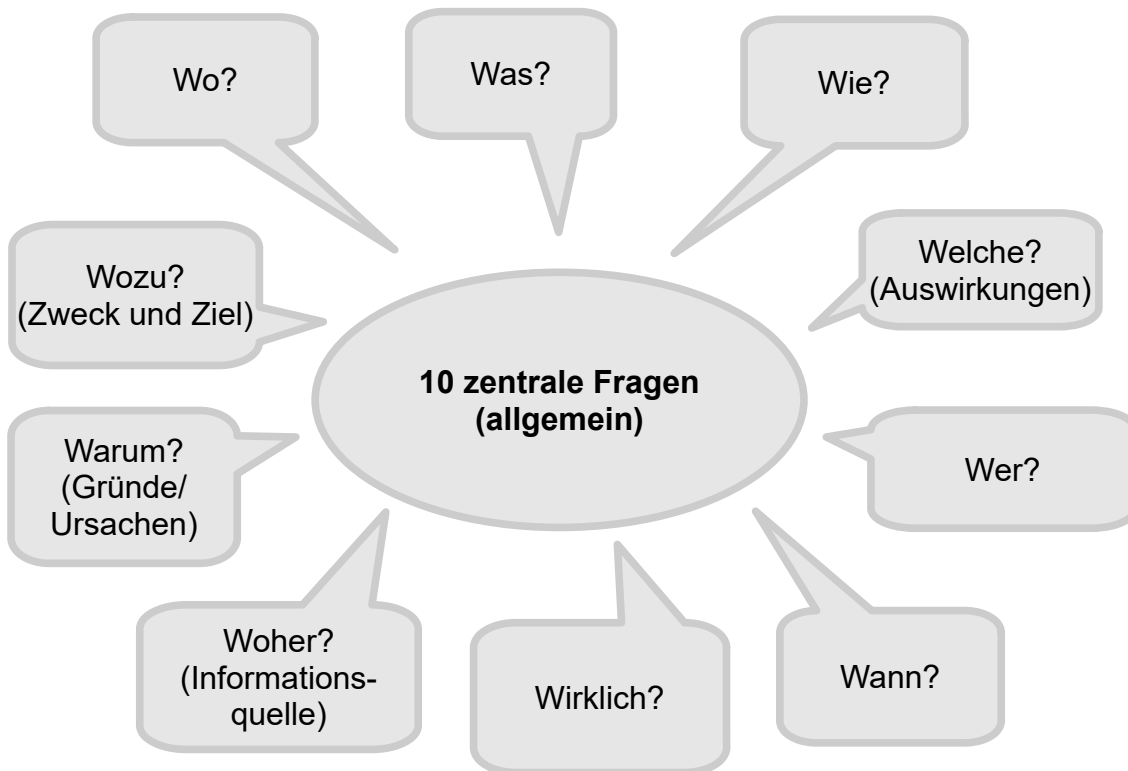 Wo?
Was?
Wie?
Wozu?
(Zweck und Ziel)
Welche?
(Auswirkungen)
10 zentrale Fragen
(allgemein)
Warum?
(Gründe/
Ursachen)
Wer?
Woher?
(Informations-
quelle)
Wirklich?
Wann?